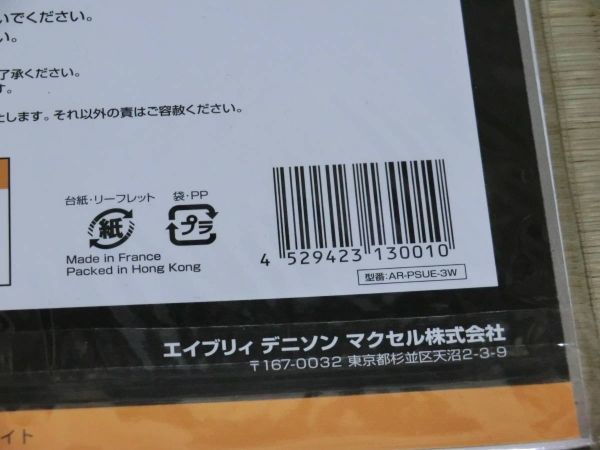 いでください。
い。
了承ください。
す。
とします。それ以外の責はご容赦ください。
台紙・リーフレット 袋・PP
紙 プラ
Made in France
Packed in Hong Kong
4 529423 130010
型番:AR-PSUE-3W
エイブリィ デニソン マクセル株式会社
〒167-0032 東京都杉並区天沼2-3-9
イト